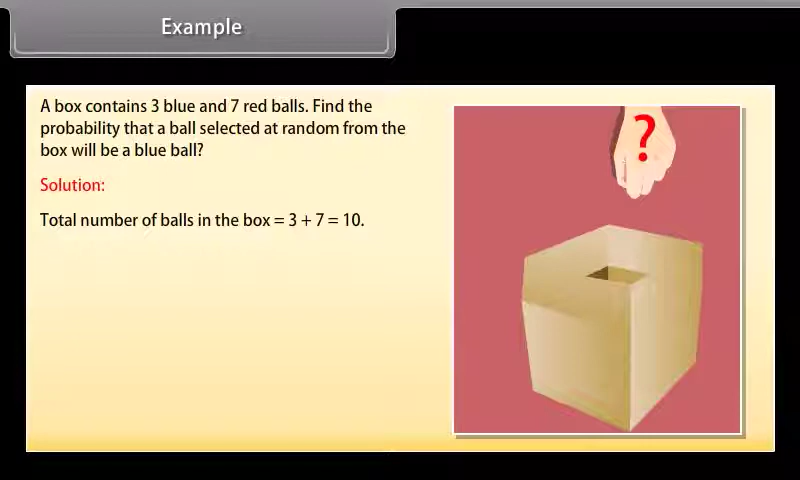 Example
A box contains 3 blue and 7 red balls. Find the
probability that a ball selected at random from the
box will be a blue ball?
Solution:
Total number of balls in the box = 3 + 7 = 10.
?